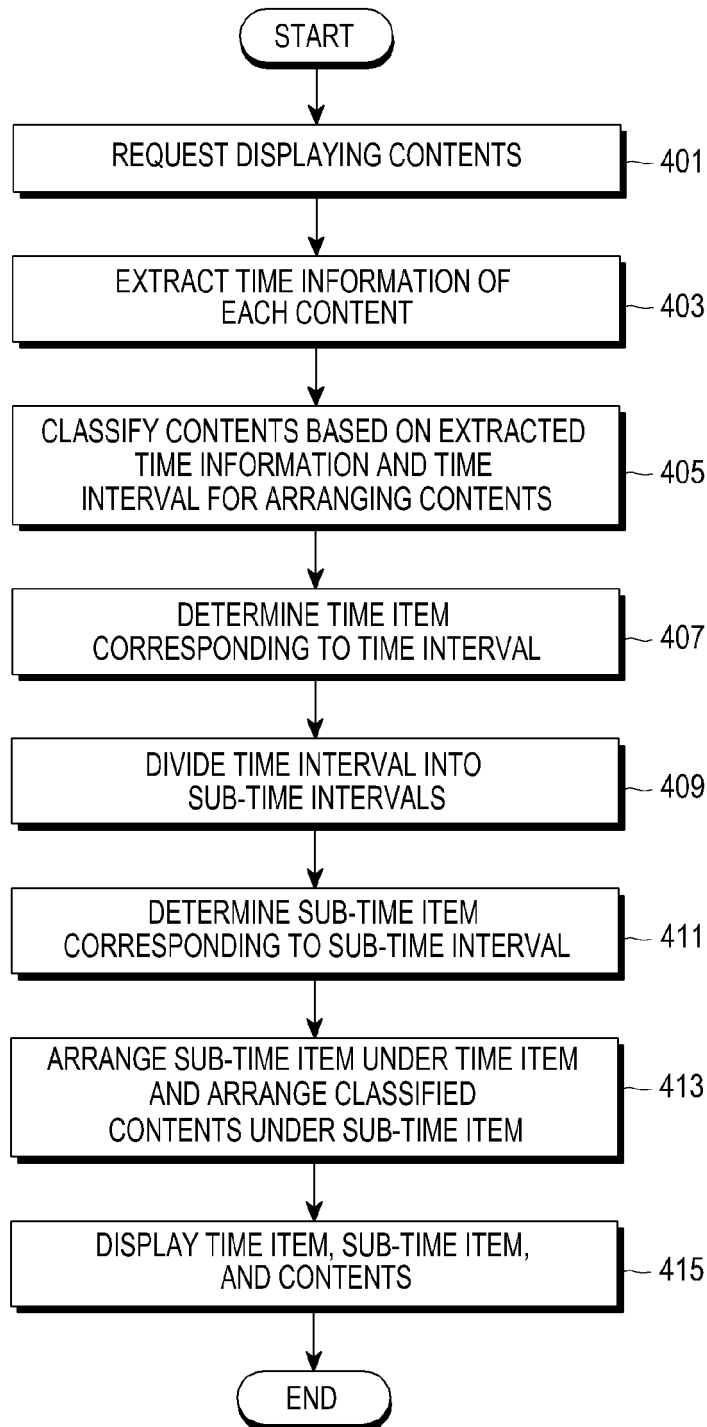 START
REQUEST DISPLAYING CONTENTS
401
EXTRACT TIME INFORMATION OF
EACH CONTENT
403
CLASSIFY CONTENTS BASED ON EXTRACTED
TIME INFORMATION AND TIME
INTERVAL FOR ARRANGING CONTENTS
405
DETERMINE TIME ITEM
CORRESPONDING TO TIME INTERVAL
407
DIVIDE TIME INTERVAL INTO
SUB-TIME INTERVALS
409
DETERMINE SUB-TIME ITEM
CORRESPONDING TO SUB-TIME INTERVAL
411
ARRANGE SUB-TIME ITEM UNDER TIME ITEM
AND ARRANGE CLASSIFIED
CONTENTS UNDER SUB-TIME ITEM
413
DISPLAY TIME ITEM, SUB-TIME ITEM,
AND CONTENTS
415
END